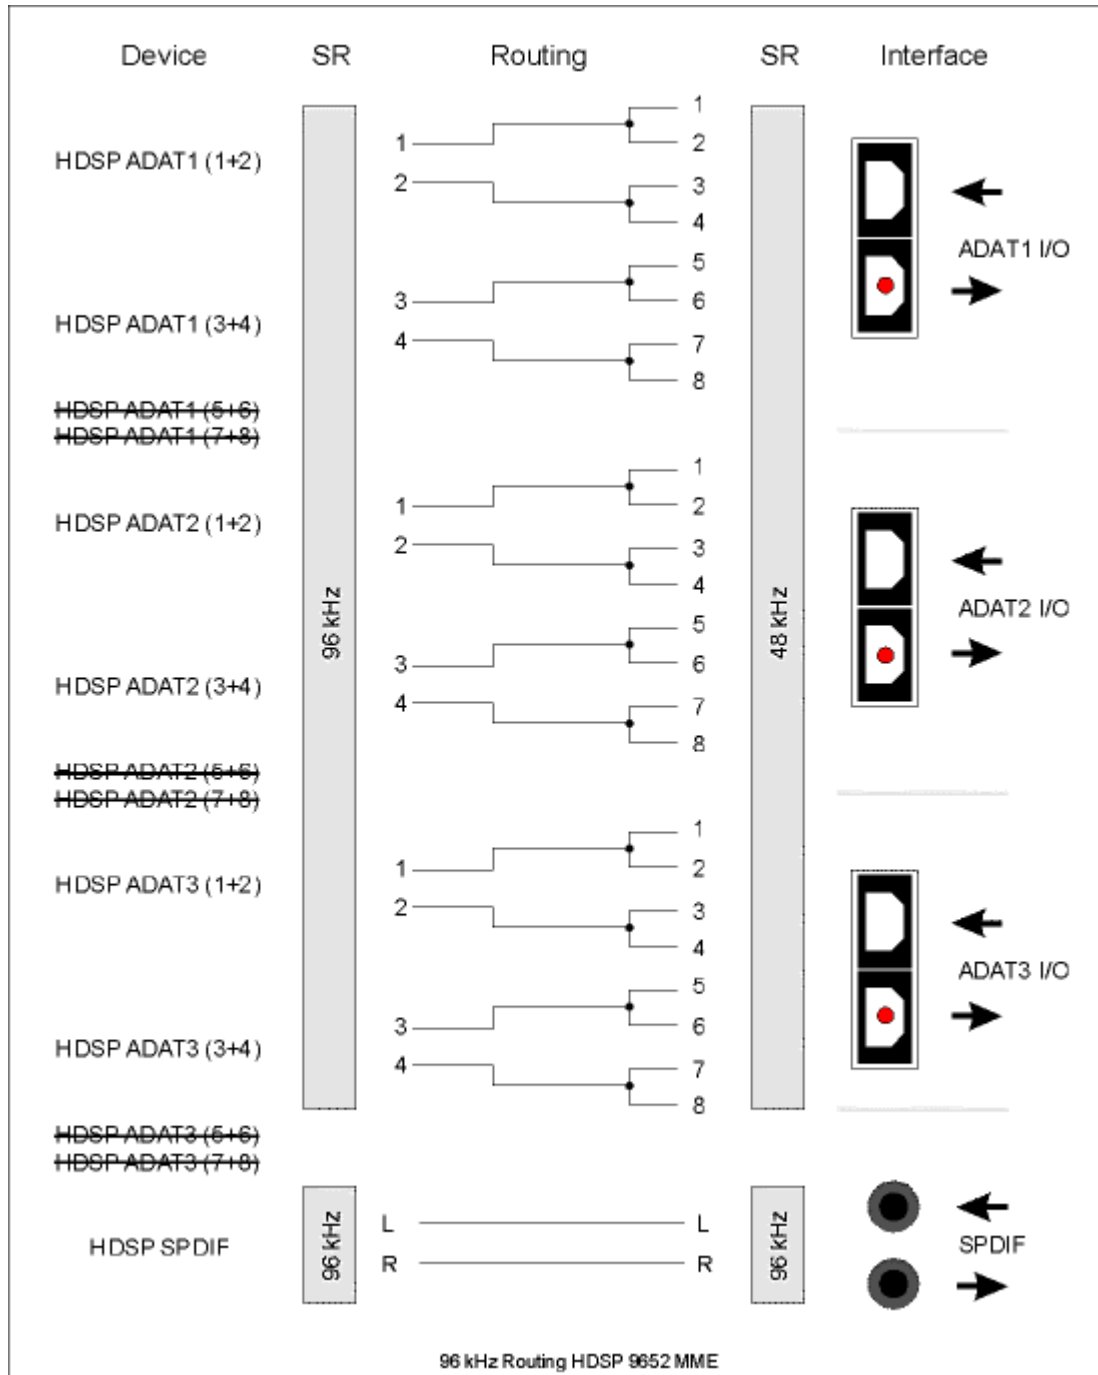 Device SR Routing SR Interface
1
1
2
HDSP ADAT1 (1+2)
2
3
4
ADAT1 I/O
5
3
6
HDSP ADAT1 (3+4)
4
7
8
HDSP ADAT1 (5+6)
HDSP ADAT1 (7+8)
1
1
2
HDSP ADAT2 (1+2)
2
3
4
96 kHz
48 kHz
ADAT2 I/O
5
3
6
HDSP ADAT2 (3+4)
4
7
8
HDSP ADAT2 (5+6)
HDSP ADAT2 (7+8)
1
1
2
HDSP ADAT3 (1+2)
2
3
4
ADAT3 I/O
5
3
6
HDSP ADAT3 (3+4)
4
7
8
HDSP ADAT3 (5+6)
HDSP ADAT3 (7+8)
L L
HDSP SPDIF
96 kHz
96 kHz
SPDIF
R R
96 kHz Routing HDSP 9652 MME